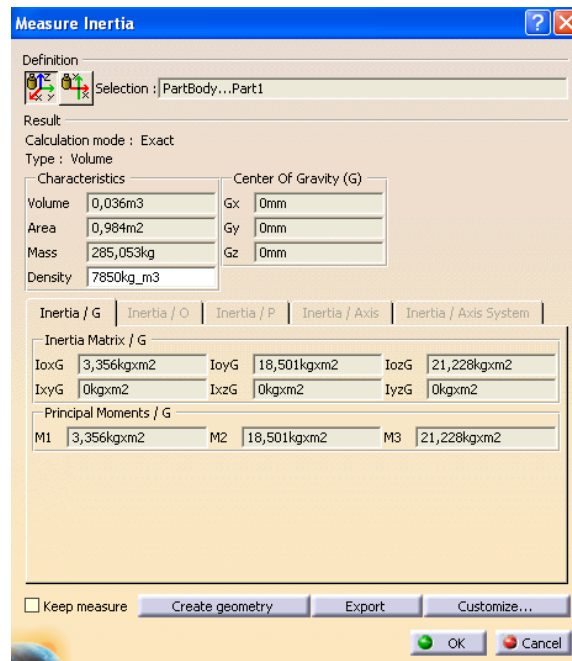 Measure Inertia
Definition
Selection : PartBody...Part1
Result
Calculation mode : Exact
Type : Volume
Characteristics Center Of Gravity (G)
Volume 0,036m3 Gx 0mm
Area 0,984m2 Gy 0mm
Mass 285,053kg Gz 0mm
Density 7850kg_m3
Inertia / G Inertia / O Inertia / P Inertia / Axis Inertia / Axis System
Inertia Matrix / G
IoxG 3,356kgxm2 IoyG 18,501kgxm2 IozG 21,228kgxm2
IxyG 0kgxm2 IxzG 0kgxm2 IyzG 0kgxm2
Principal Moments / G
M1 3,356kgxm2 M2 18,501kgxm2 M3 21,228kgxm2
Keep measure Create geometry Export Customize...
OK Cancel